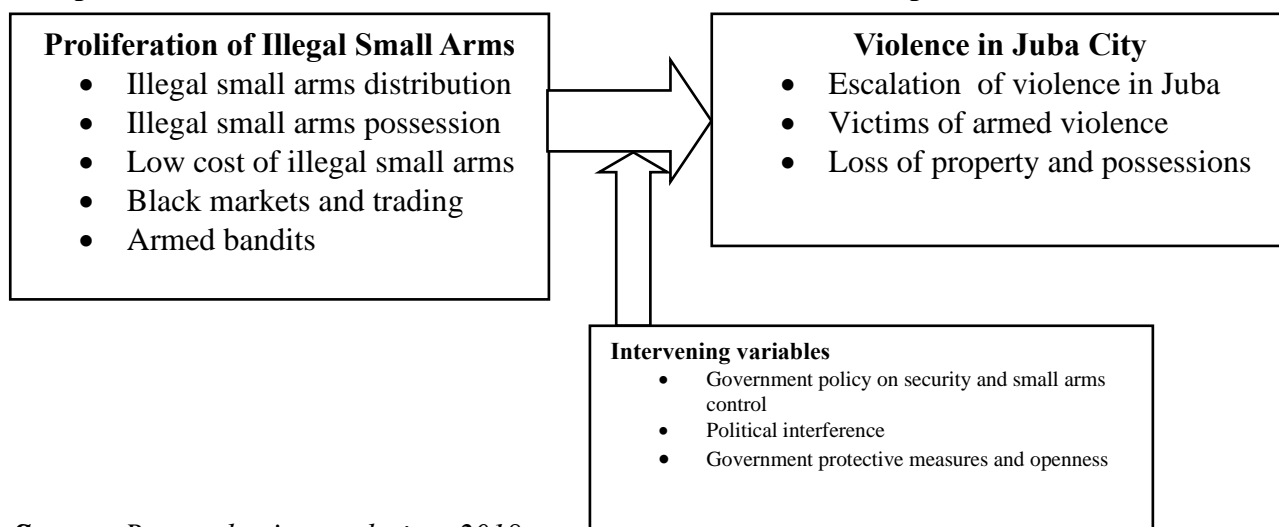 Proliferation of Illegal Small Arms
• Illegal small arms distribution
• Illegal small arms possession
• Low cost of illegal small arms
• Black markets and trading
• Armed bandits
Violence in Juba City
• Escalation of violence in Juba
• Victims of armed violence
• Loss of property and possessions
Intervening variables
• Government policy on security and small arms
control
• Political interference
• Government protective measures and openness